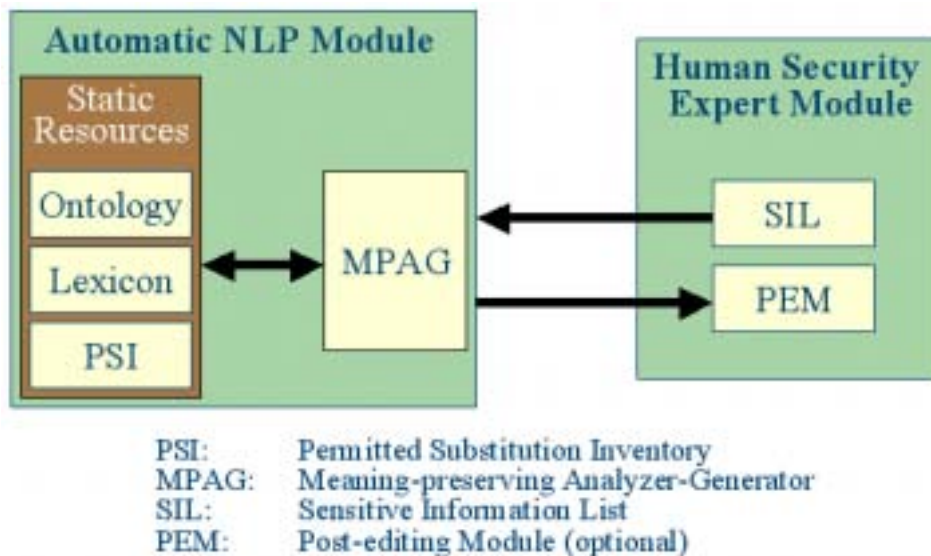 Automatic NLP Module
Static
Resources
Ontology
Lexicon
PSI
MPAG
Human Security
Expert Module
SIL
PEM
PSI: Permitted Substitution Inventory
MPAG: Meaning-preserving Analyzer-Generator
SIL: Sensitive Information List
PEM: Post-editing Module (optional)